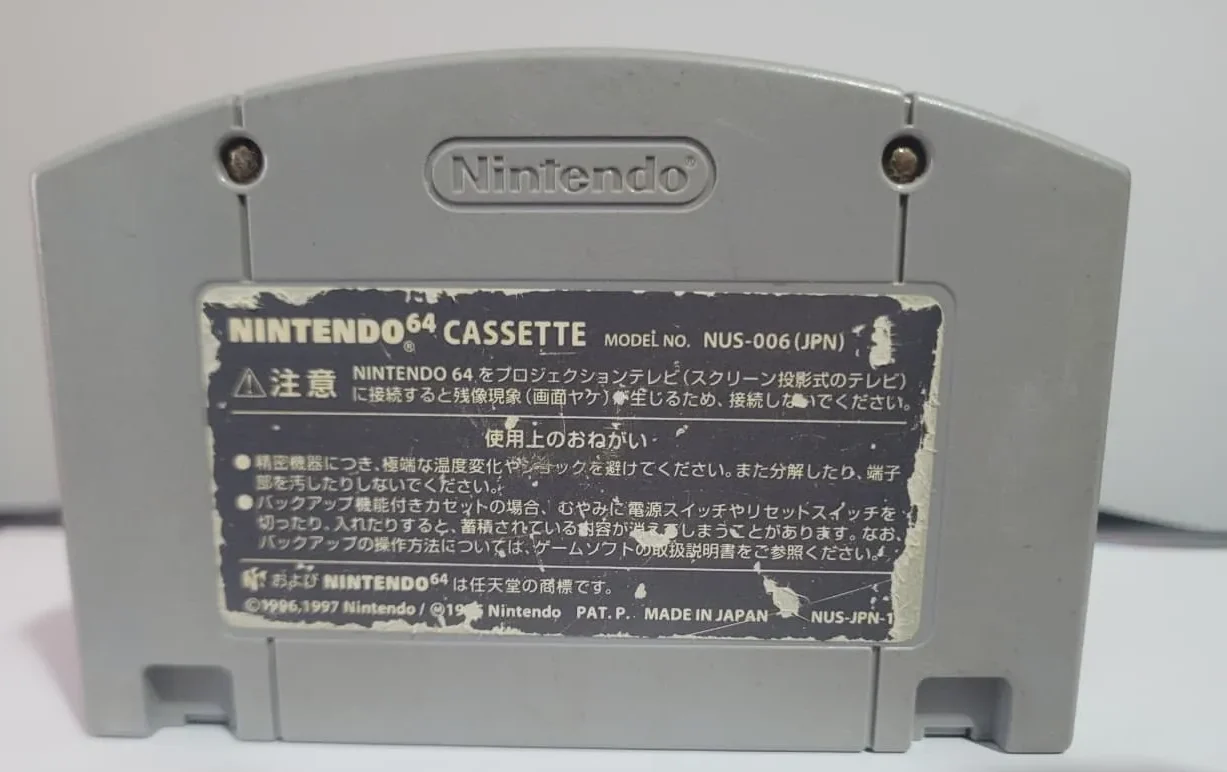 Nintendo®
NINTENDO64® CASSETTE MODEL NO. NUS-006(JPN)
⚠注意 NINTENDO 64 をプロジェクションテレビ(スクリーン投影式のテレビ)
に接続すると残像現象(画面ヤケ)が生じるため、接続しないでください。
使用上のおねがい
●精密機器につき、極端な温度変化やショックを避けてください。また分解したり、端子
部を汚したりしないでください。
●バックアップ機能付きカセットの場合、むやみに電源スイッチやリセットスイッチを
切ったり、入れたりすると、蓄積されている内容が消えてしまうことがあります。なお、
バックアップの操作方法については、ゲームソフトの取扱説明書をご参照ください。
および NINTENDO64 は任天堂の商標です。
©1996,1997 Nintendo / Nintendo PAT. P. MADE IN JAPAN NUS-JPN-1